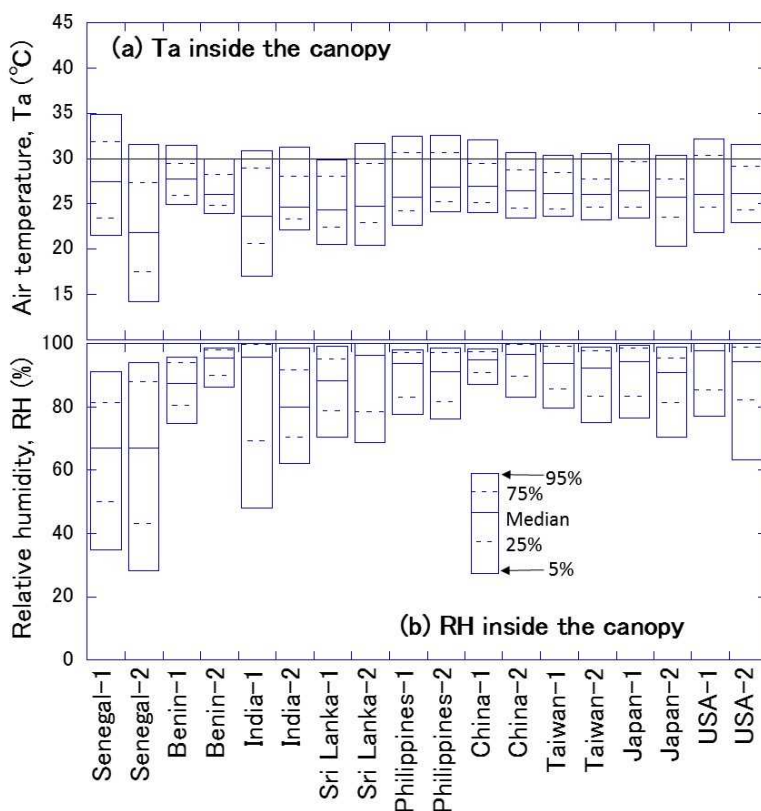 (a) Ta inside the canopy
Air temperature, Ta (℃)
45
40
35
30
25
20
15
Relative humidity, RH (%)
100
80
60
40
20
0
95%
75%
Median
25%
5%
(b) RH inside the canopy
Senegal-1
Senegal-2
Benin-1
Benin-2
India-1
India-2
Sri Lanka-1
Sri Lanka-2
Philippines-1
Philippines-2
China-1
China-2
Taiwan-1
Taiwan-2
Japan-1
Japan-2
USA-1
USA-2